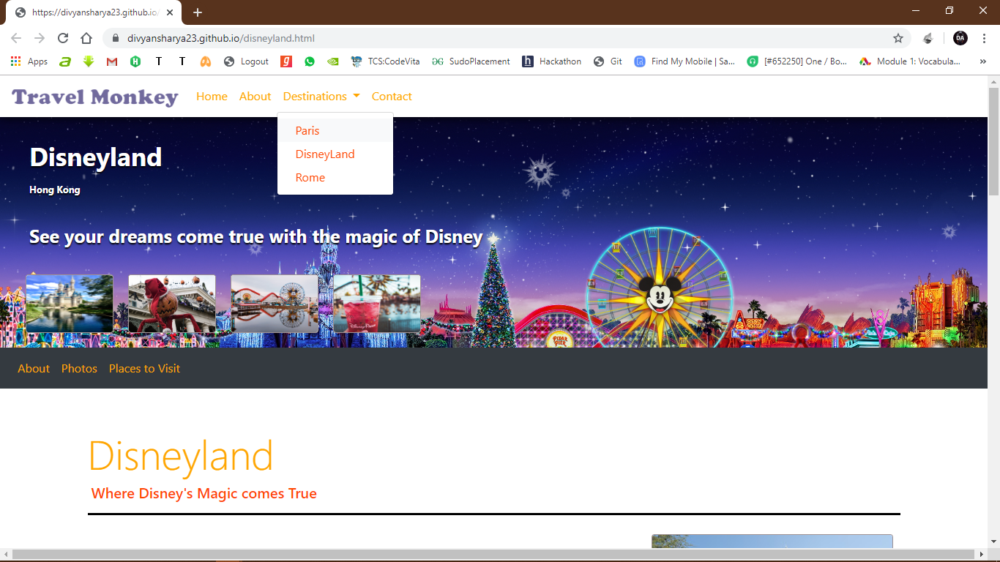 https://divyansharya23.github.io/
divyansharya23.github.io/disneyland.html
DA
Apps
T
T
Logout
TCS:CodeVita
SudoPlacement
Hackathon
Git
Find My Mobile | Sa...
[#652250] One / Bo...
Module 1: Vocabula...
Travel Monkey Home About Destinations Contact
Paris
DisneyLand
Rome
Disneyland
Hong Kong
See your dreams come true with the magic of Disney
PIXAR
PIER
About Photos Places to Visit
Disneyland
Where Disney's Magic comes True